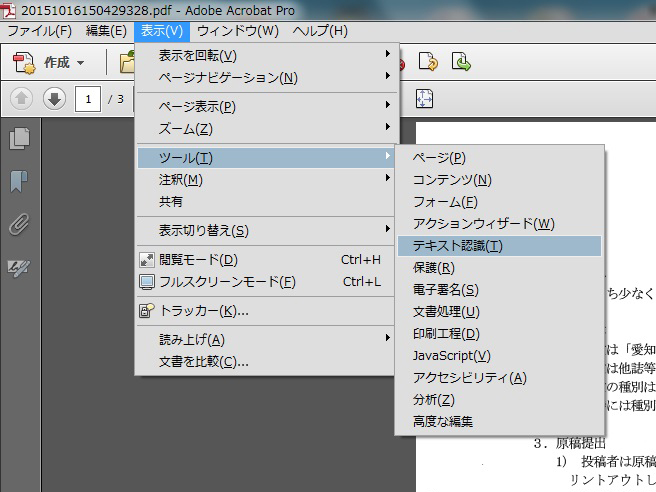 20151016150429328.pdf - Adobe Acrobat Pro
ファイル(F) 編集(E) 表示(V) ウィンドウ(W) ヘルプ(H)
作成
1 / 3
表示を回転(V)
ページナビゲーション(N)
ページ表示(P)
ズーム(Z)
ツール(T)
注釈(M)
共有
表示切り替え(S)
閲覧モード(D) Ctrl+H
フルスクリーンモード(F) Ctrl+L
トラッカー(K)...
読み上げ(A)
文書を比較(C)...
ページ(P)
コンテンツ(N)
フォーム(F)
アクションウィザード(W)
テキスト認識(T)
保護(R)
電子署名(S)
文書処理(U)
印刷工程(D)
JavaScript(V)
アクセシビリティ(A)
分析(Z)
高度な編集
ち少なく
は「愛知
は他誌等
の種別は
には種別
3．原稿提出
1) 投稿者は原稿
リントアウトし